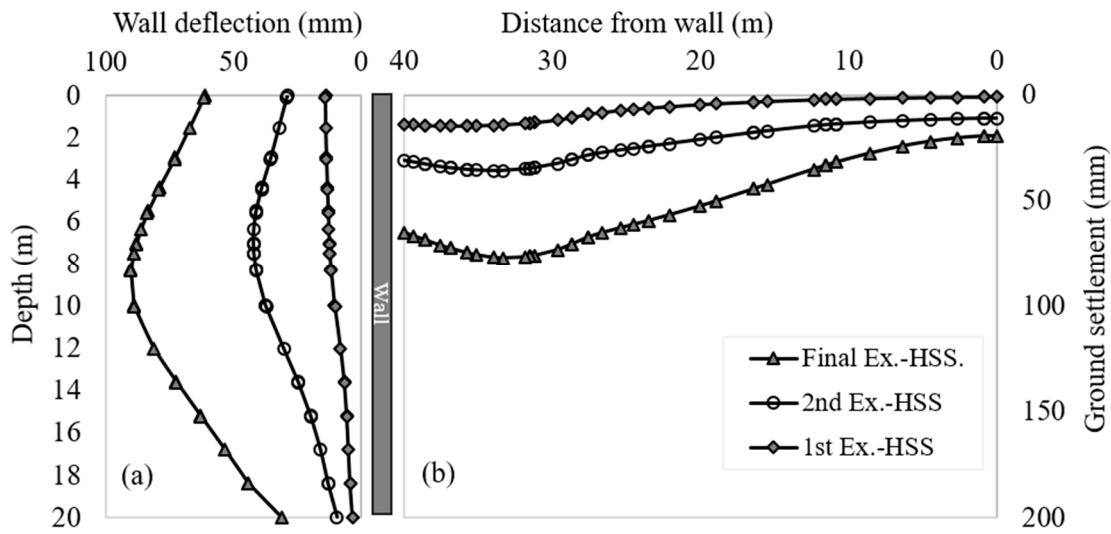 Wall deflection (mm)
Distance from wall (m)
100 50 0
40 30 20 10 0
0
2
4
6
8
10
12
14
16
18
20
Depth (m)
(a)
Wall
(b)
Final Ex.-HSS.
2nd Ex.-HSS
1st Ex.-HSS
0
50
100
150
200
Ground settlement (mm)